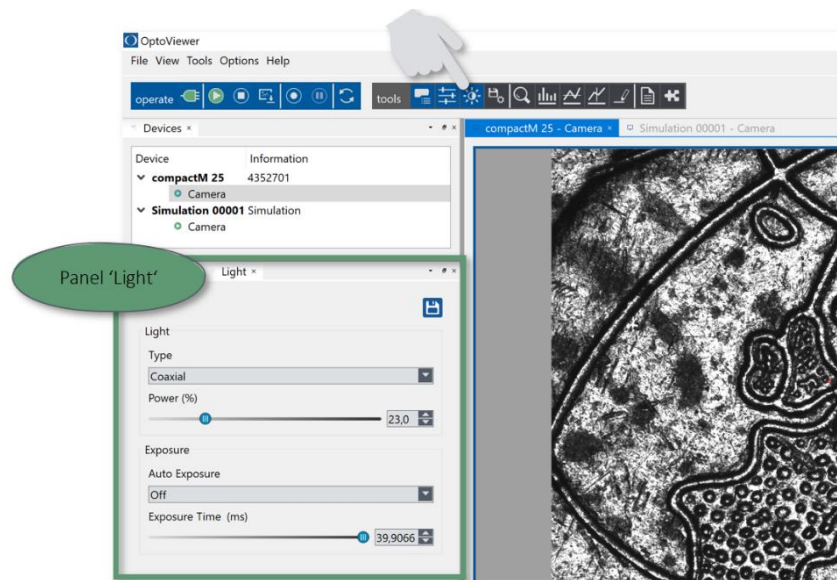 OptoViewer
File View Tools Options Help
operate
tools
Devices ×
compactM 25 - Camera ×
Simulation 00001 - Camera
Device Information
compactM 25 4352701
Camera
Simulation 00001 Simulation
Camera
Panel ‘Light‘
Light ×
Light
Type
Coaxial
Power (%)
23,0
Exposure
Auto Exposure
Off
Exposure Time (ms)
39,9066